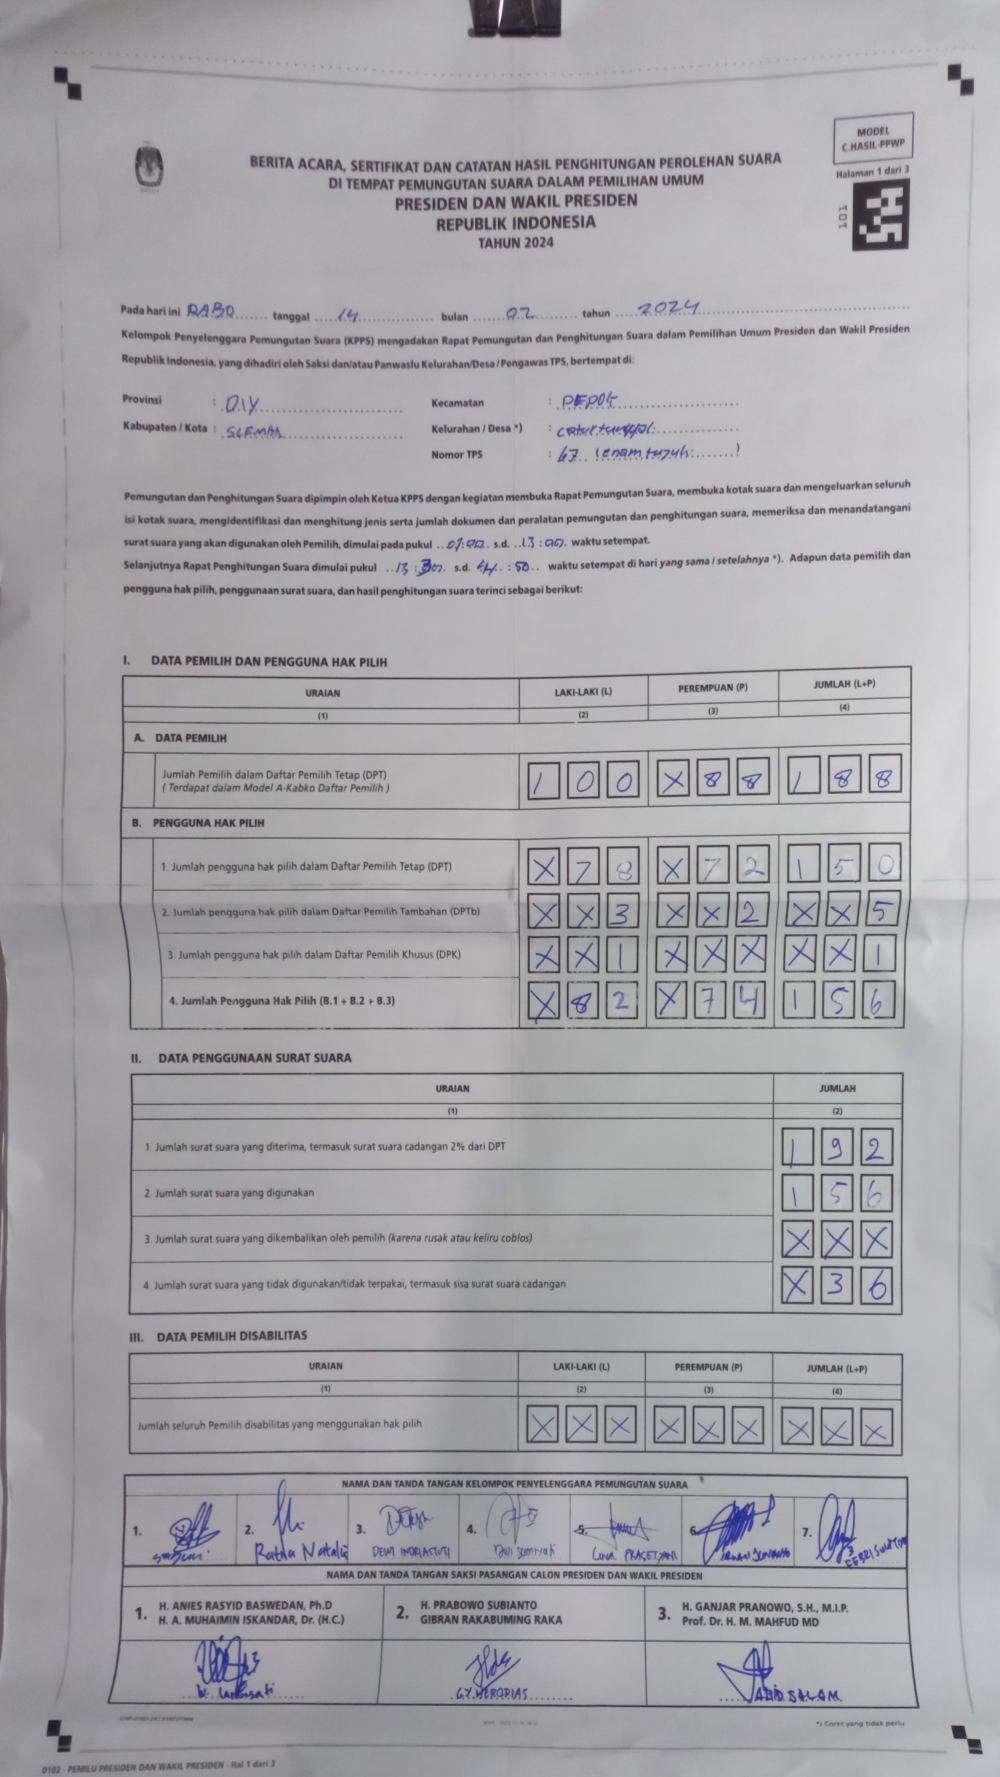 MODEL
C.HASIL-PPWP
Halaman 1 dari 3
101
BERITA ACARA, SERTIFIKAT DAN CATATAN HASIL PENGHITUNGAN PEROLEHAN SUARA
DI TEMPAT PEMUNGUTAN SUARA DALAM PEMILIHAN UMUM
PRESIDEN DAN WAKIL PRESIDEN
REPUBLIK INDONESIA
TAHUN 2024
Pada hari ini RABO tanggal 14 bulan 02 tahun 2024
Kelompok Penyelenggara Pemungutan Suara (KPPS) mengadakan Rapat Pemungutan dan Penghitungan Suara dalam Pemilihan Umum Presiden dan Wakil Presiden
Republik Indonesia, yang dihadiri oleh Saksi dan/atau Panwaslu Kelurahan/Desa / Pengawas TPS, bertempat di:
Provinsi : DIY Kecamatan : DEPOK
Kabupaten / Kota : SLEMAN Kelurahan / Desa *) : Caturtunggal
Nomor TPS : 67 (enam tujuh)
Pemungutan dan Penghitungan Suara dipimpin oleh Ketua KPPS dengan kegiatan membuka Rapat Pemungutan Suara, membuka kotak suara dan mengeluarkan seluruh
isi kotak suara, mengidentifikasi dan menghitung jenis serta jumlah dokumen dan peralatan pemungutan dan penghitungan suara, memeriksa dan menandatangani
surat suara yang akan digunakan oleh Pemilih, dimulai pada pukul 07:00 s.d. 13:00 waktu setempat.
Selanjutnya Rapat Penghitungan Suara dimulai pukul 13:30 s.d. :50 waktu setempat di hari yang sama / setelahnya *). Adapun data pemilih dan
pengguna hak pilih, penggunaan surat suara, dan hasil penghitungan suara terinci sebagai berikut:
I. DATA PEMILIH DAN PENGGUNA HAK PILIH
URAIAN LAKI-LAKI (L) PEREMPUAN (P) JUMLAH (L+P)
(1) (2) (3) (4)
A. DATA PEMILIH
Jumlah Pemilih dalam Daftar Pemilih Tetap (DPT) 1 0 0 X 8 8 1 8 8
( Terdapat dalam Model A-Kabko Daftar Pemilih )
B. PENGGUNA HAK PILIH
1. Jumlah pengguna hak pilih dalam Daftar Pemilih Tetap (DPT) X 7 8 X 7 2 1 5 0
2. Jumlah pengguna hak pilih dalam Daftar Pemilih Tambahan (DPTb) X X 3 X X 2 X X 5
3. Jumlah pengguna hak pilih dalam Daftar Pemilih Khusus (DPK) X X 1 X X X X X 1
4. Jumlah Pengguna Hak Pilih (B.1 + B.2 + B.3) X 8 2 X 7 4 1 5 6
II. DATA PENGGUNAAN SURAT SUARA
URAIAN JUMLAH
(1) (2)
1. Jumlah surat suara yang diterima, termasuk surat suara cadangan 2% dari DPT 1 9 2
2. Jumlah surat suara yang digunakan 1 5 6
3. Jumlah surat suara yang dikembalikan oleh pemilih (karena rusak atau keliru coblos) X X X
4. Jumlah surat suara yang tidak digunakan/tidak terpakai, termasuk sisa surat suara cadangan X 3 6
III. DATA PEMILIH DISABILITAS
URAIAN LAKI-LAKI (L) PEREMPUAN (P) JUMLAH (L+P)
(1) (2) (3) (4)
Jumlah seluruh Pemilih disabilitas yang menggunakan hak pilih X X X X X X X X X
NAMA DAN TANDA TANGAN KELOMPOK PENYELENGGARA PEMUNGUTAN SUARA
1. 2. 3. 4. 5. 6. 7.
Ratna Natalis DEWI INDRIASTUTI LINA PRASETYANI
NAMA DAN TANDA TANGAN SAKSI PASANGAN CALON PRESIDEN DAN WAKIL PRESIDEN
1. H. ANIES RASYID BASWEDAN, Ph.D
H. A. MUHAIMIN ISKANDAR, Dr. (H.C.)
2. H. PRABOWO SUBIANTO
GIBRAN RAKABUMING RAKA
3. H. GANJAR PRANOWO, S.H., M.I.P.
Prof. Dr. H. M. MAHFUD MD
G.Y. HERODIAS ABID SALAM
*) Coret yang tidak perlu
0102 - PEMILU PRESIDEN DAN WAKIL PRESIDEN - Hal 1 dari 3